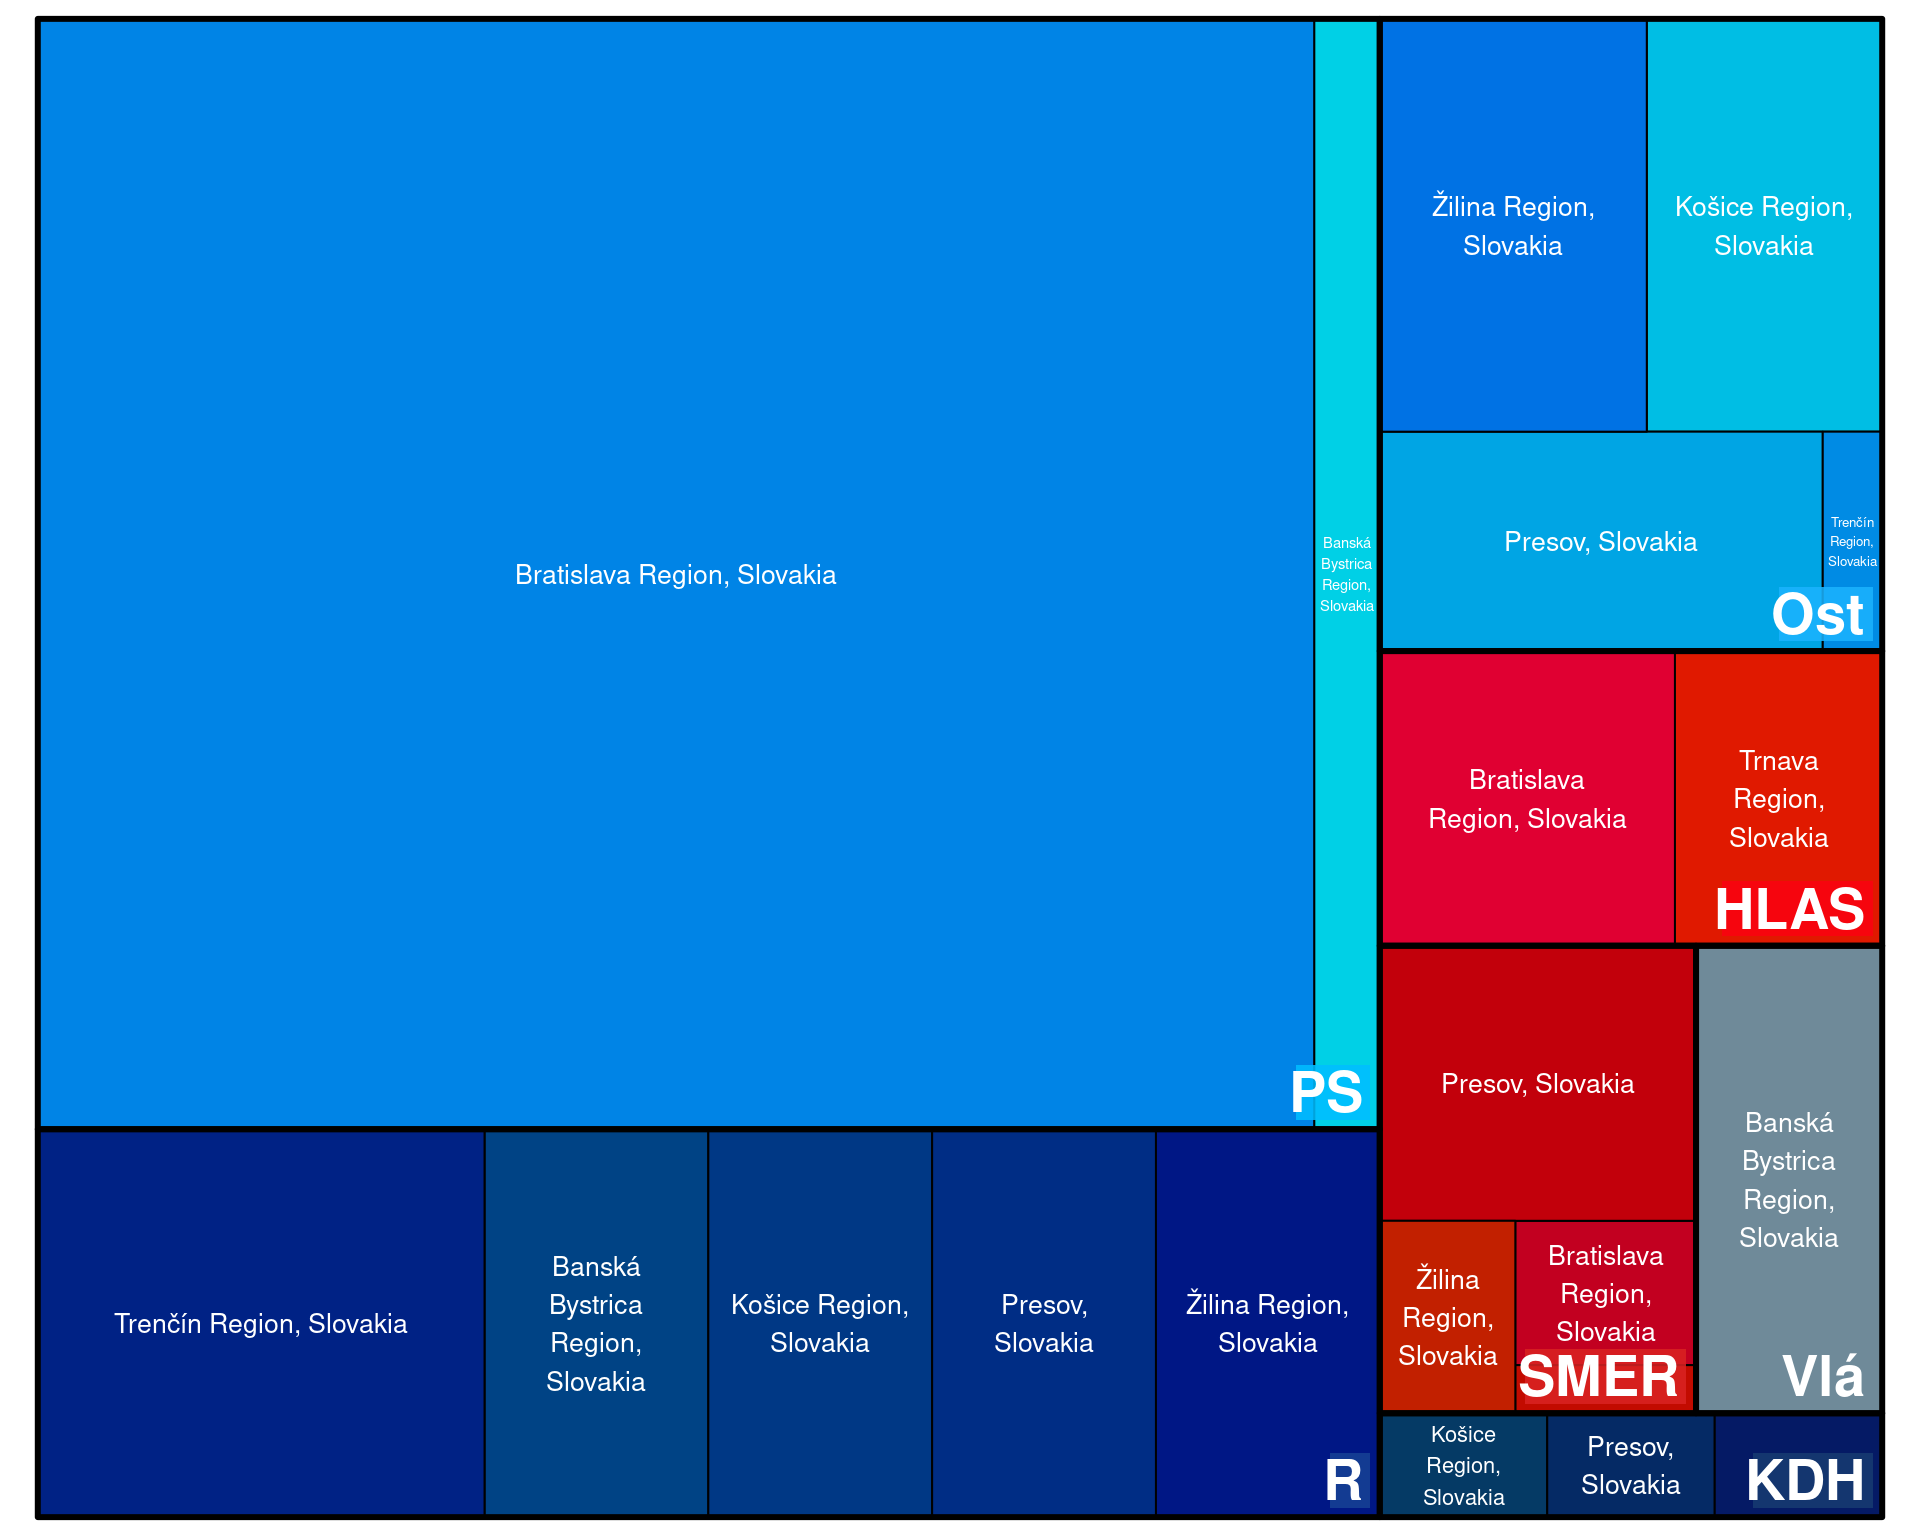 Bratislava Region, Slovakia
Banská
Bystrica
Region,
Slovakia
PS
Trenčín Region, Slovakia
Banská
Bystrica
Region,
Slovakia
Košice Region,
Slovakia
Presov,
Slovakia
Žilina Region,
Slovakia
R
Žilina Region,
Slovakia
Košice Region,
Slovakia
Presov, Slovakia
Trenčín
Region,
Slovakia
Ost
Bratislava
Region, Slovakia
Trnava
Region,
Slovakia
HLAS
Presov, Slovakia
Žilina
Region,
Slovakia
Bratislava
Region,
Slovakia
SMER
Banská
Bystrica
Region,
Slovakia
Vlá
Košice
Region,
Slovakia
Presov,
Slovakia
KDH